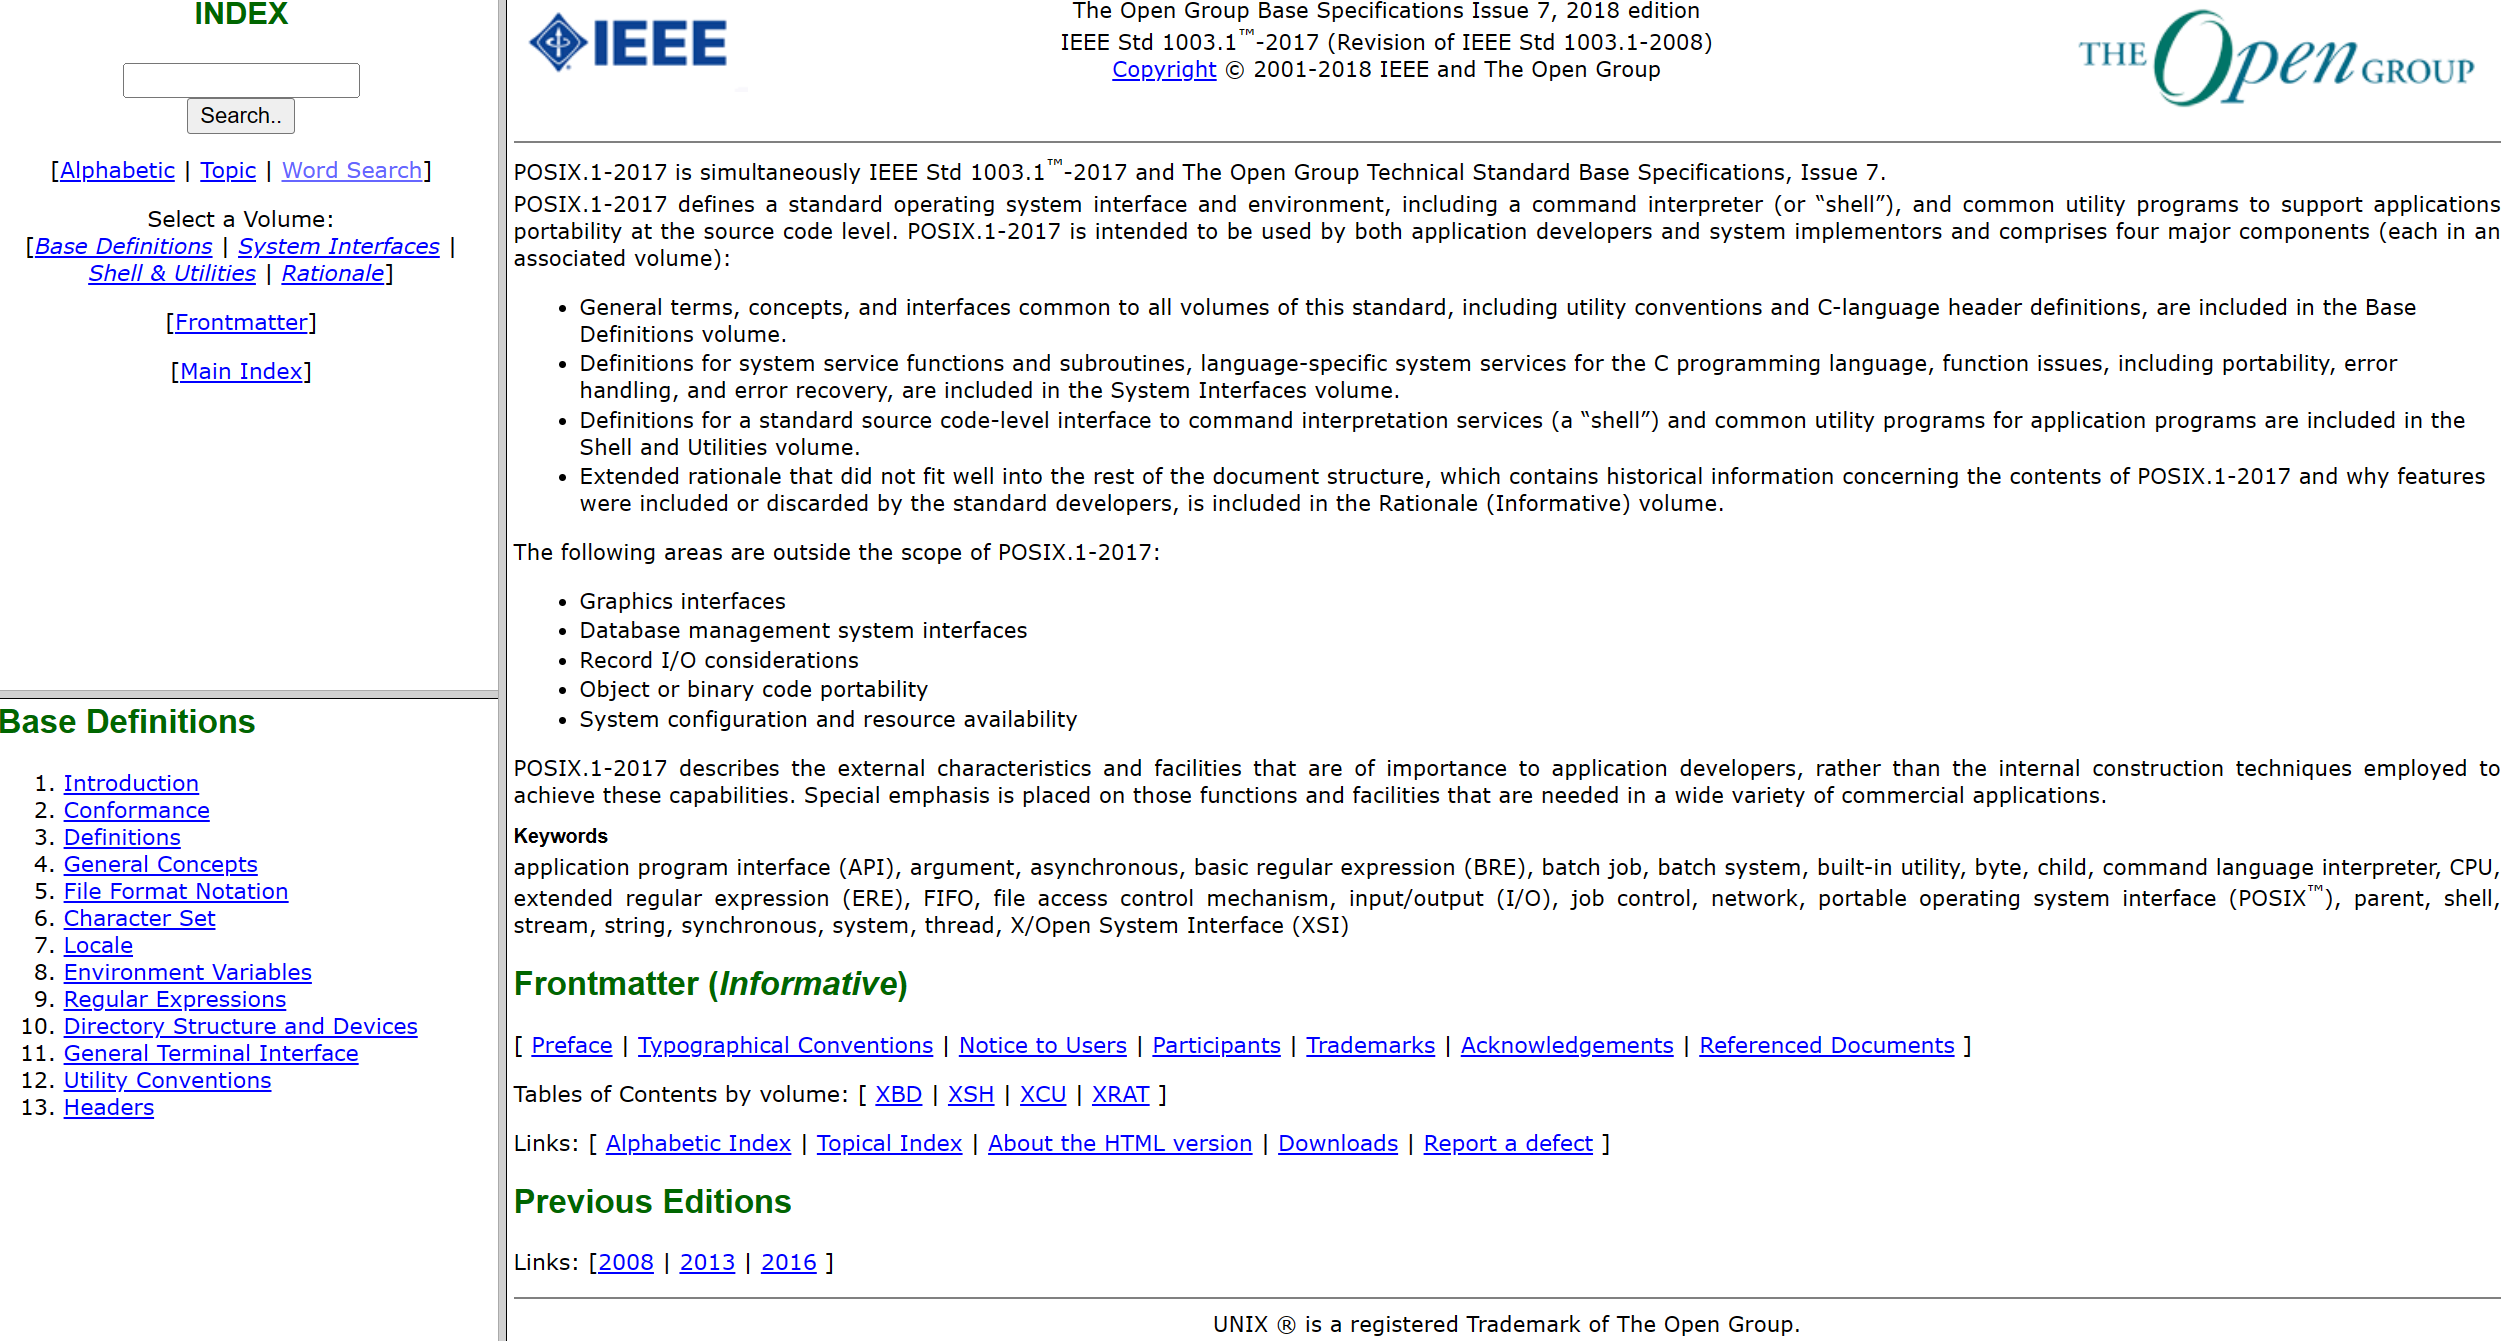 INDEX
Search..
[Alphabetic | Topic | Word Search]
Select a Volume:
[Base Definitions | System Interfaces |
Shell & Utilities | Rationale]
[Frontmatter]
[Main Index]
Base Definitions
1. Introduction
2. Conformance
3. Definitions
4. General Concepts
5. File Format Notation
6. Character Set
7. Locale
8. Environment Variables
9. Regular Expressions
10. Directory Structure and Devices
11. General Terminal Interface
12. Utility Conventions
13. Headers
IEEE
The Open Group Base Specifications Issue 7, 2018 edition
IEEE Std 1003.1™-2017 (Revision of IEEE Std 1003.1-2008)
Copyright © 2001-2018 IEEE and The Open Group
THE Open GROUP
POSIX.1-2017 is simultaneously IEEE Std 1003.1™-2017 and The Open Group Technical Standard Base Specifications, Issue 7.
POSIX.1-2017 defines a standard operating system interface and environment, including a command interpreter (or “shell”), and common utility programs to support applications
portability at the source code level. POSIX.1-2017 is intended to be used by both application developers and system implementors and comprises four major components (each in an
associated volume):
• General terms, concepts, and interfaces common to all volumes of this standard, including utility conventions and C-language header definitions, are included in the Base
Definitions volume.
• Definitions for system service functions and subroutines, language-specific system services for the C programming language, function issues, including portability, error
handling, and error recovery, are included in the System Interfaces volume.
• Definitions for a standard source code-level interface to command interpretation services (a “shell”) and common utility programs for application programs are included in the
Shell and Utilities volume.
• Extended rationale that did not fit well into the rest of the document structure, which contains historical information concerning the contents of POSIX.1-2017 and why features
were included or discarded by the standard developers, is included in the Rationale (Informative) volume.
The following areas are outside the scope of POSIX.1-2017:
• Graphics interfaces
• Database management system interfaces
• Record I/O considerations
• Object or binary code portability
• System configuration and resource availability
POSIX.1-2017 describes the external characteristics and facilities that are of importance to application developers, rather than the internal construction techniques employed to
achieve these capabilities. Special emphasis is placed on those functions and facilities that are needed in a wide variety of commercial applications.
Keywords
application program interface (API), argument, asynchronous, basic regular expression (BRE), batch job, batch system, built-in utility, byte, child, command language interpreter, CPU,
extended regular expression (ERE), FIFO, file access control mechanism, input/output (I/O), job control, network, portable operating system interface (POSIX™), parent, shell,
stream, string, synchronous, system, thread, X/Open System Interface (XSI)
Frontmatter (Informative)
[ Preface | Typographical Conventions | Notice to Users | Participants | Trademarks | Acknowledgements | Referenced Documents ]
Tables of Contents by volume: [ XBD | XSH | XCU | XRAT ]
Links: [ Alphabetic Index | Topical Index | About the HTML version | Downloads | Report a defect ]
Previous Editions
Links: [2008 | 2013 | 2016 ]
UNIX ® is a registered Trademark of The Open Group.